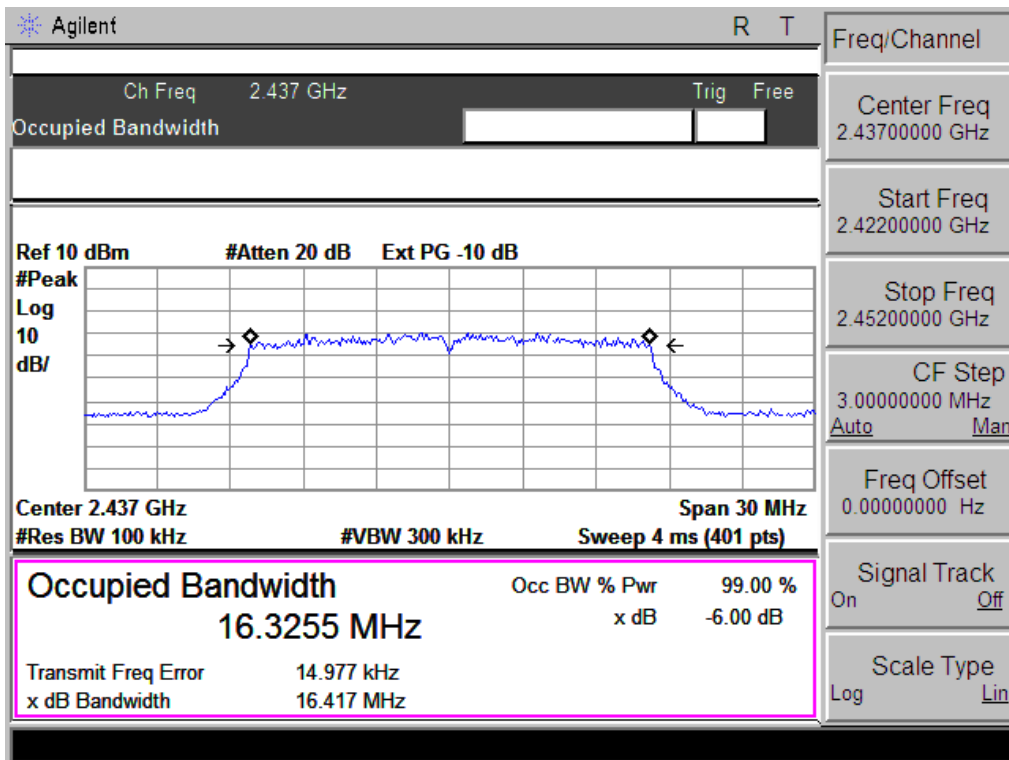 Agilent R T
Ch Freq 2.437 GHz Trig Free
Occupied Bandwidth
Ref 10 dBm #Atten 20 dB Ext PG -10 dB
#Peak
Log
10
dB/
Center 2.437 GHz Span 30 MHz
#Res BW 100 kHz #VBW 300 kHz Sweep 4 ms (401 pts)
Occupied Bandwidth Occ BW % Pwr 99.00 %
16.3255 MHz x dB -6.00 dB
Transmit Freq Error 14.977 kHz
x dB Bandwidth 16.417 MHz
Freq/Channel
Center Freq
2.43700000 GHz
Start Freq
2.42200000 GHz
Stop Freq
2.45200000 GHz
CF Step
3.00000000 MHz
Auto Man
Freq Offset
0.00000000 Hz
Signal Track
On Off
Scale Type
Log Lin